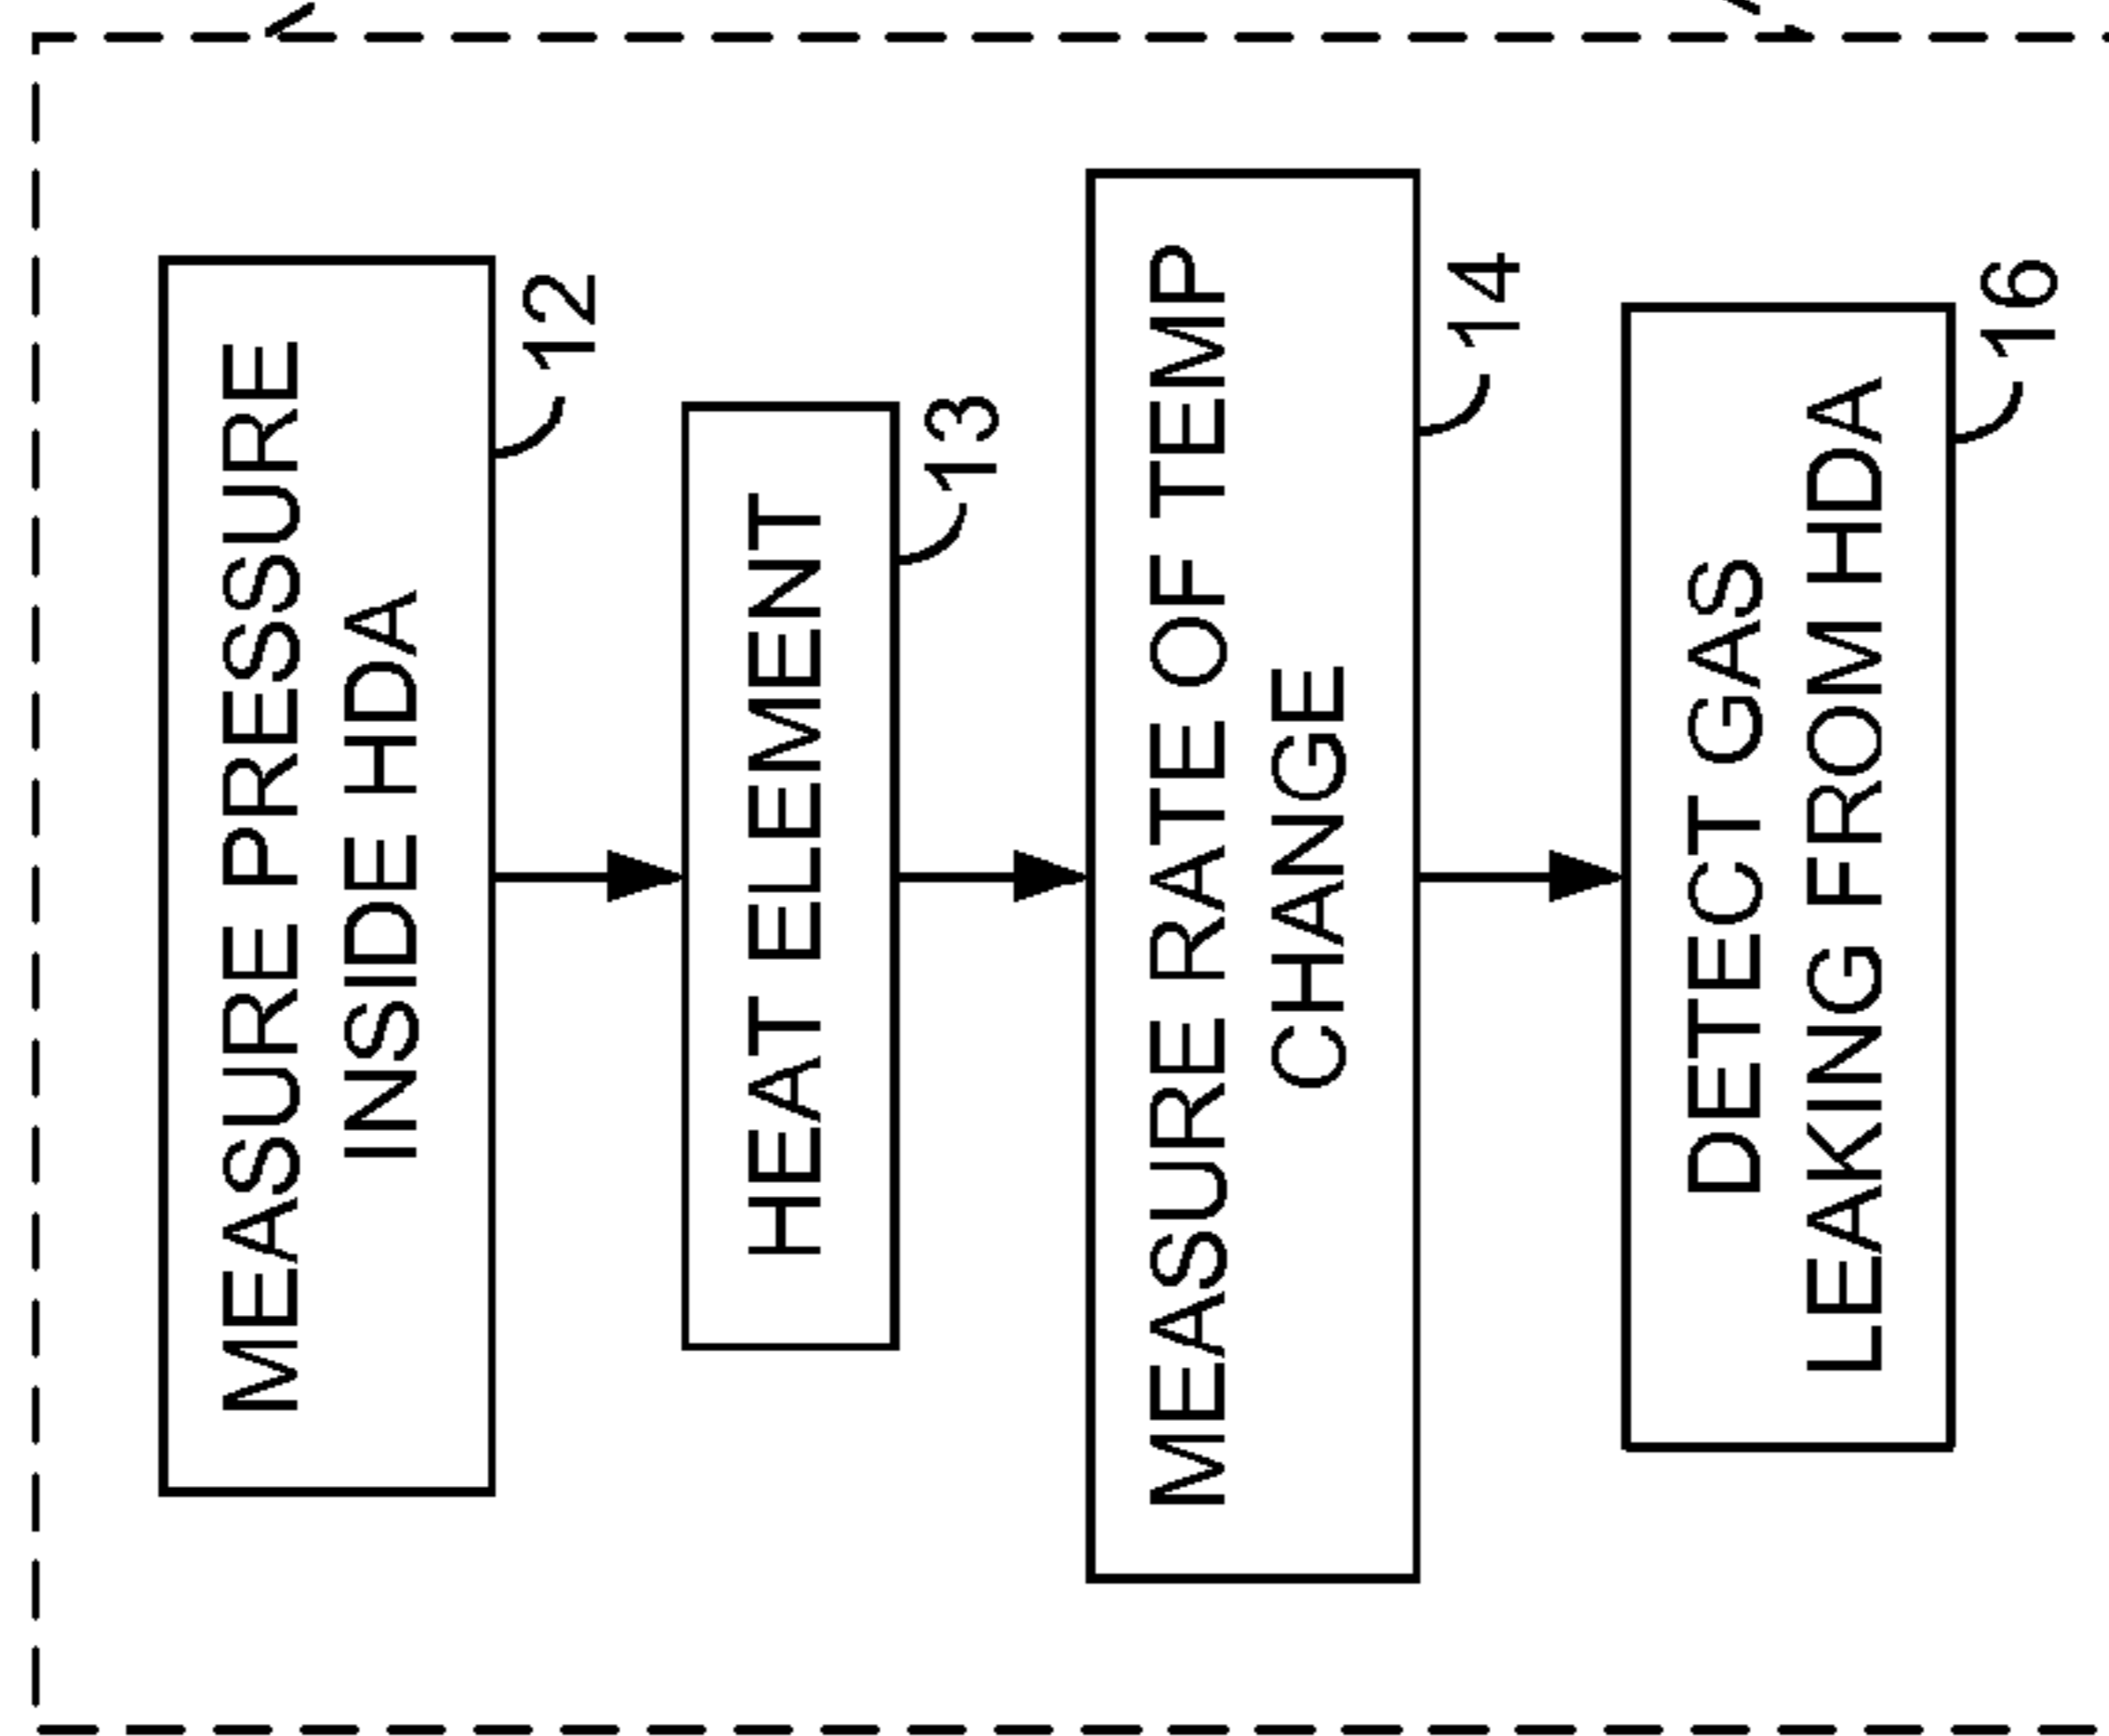 MEASURE PRESSURE
INSIDE HDA
12
HEAT ELEMENT
13
MEASURE RATE OF TEMP
CHANGE
14
DETECT GAS
LEAKING FROM HDA
16